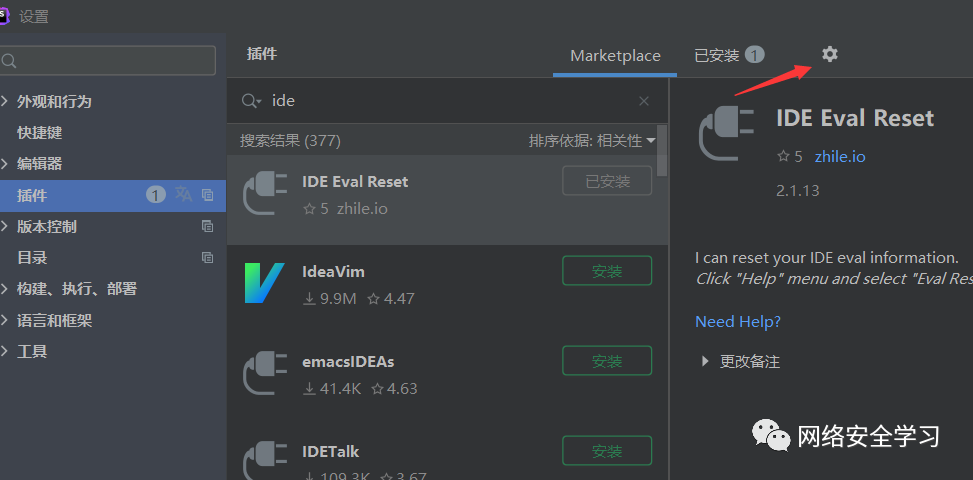 设置
插件
Marketplace
已安装 1
外观和行为
快捷键
编辑器
插件 1
版本控制
目录
构建、执行、部署
语言和框架
工具
ide
搜索结果 (377)
排序依据: 相关性
IDE Eval Reset
5 zhile.io
已安装
IdeaVim
9.9M 4.47
安装
emacsIDEAs
41.4K 4.63
安装
IDETalk
109.3K 3.67
安装
IDE Eval Reset
5 zhile.io
2.1.13
I can reset your IDE eval information.
Click "Help" menu and select "Eval Res
Need Help?
更改备注
网络安全学习